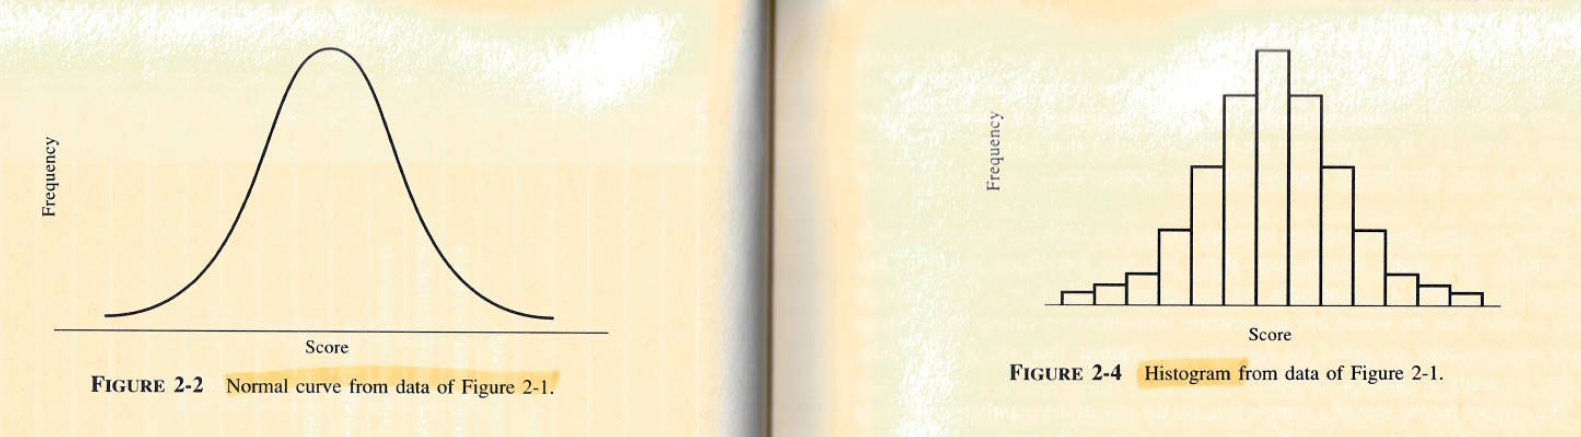 Frequency
Score
FIGURE 2-2 Normal curve from data of Figure 2-1.
Frequency
Score
FIGURE 2-4 Histogram from data of Figure 2-1.